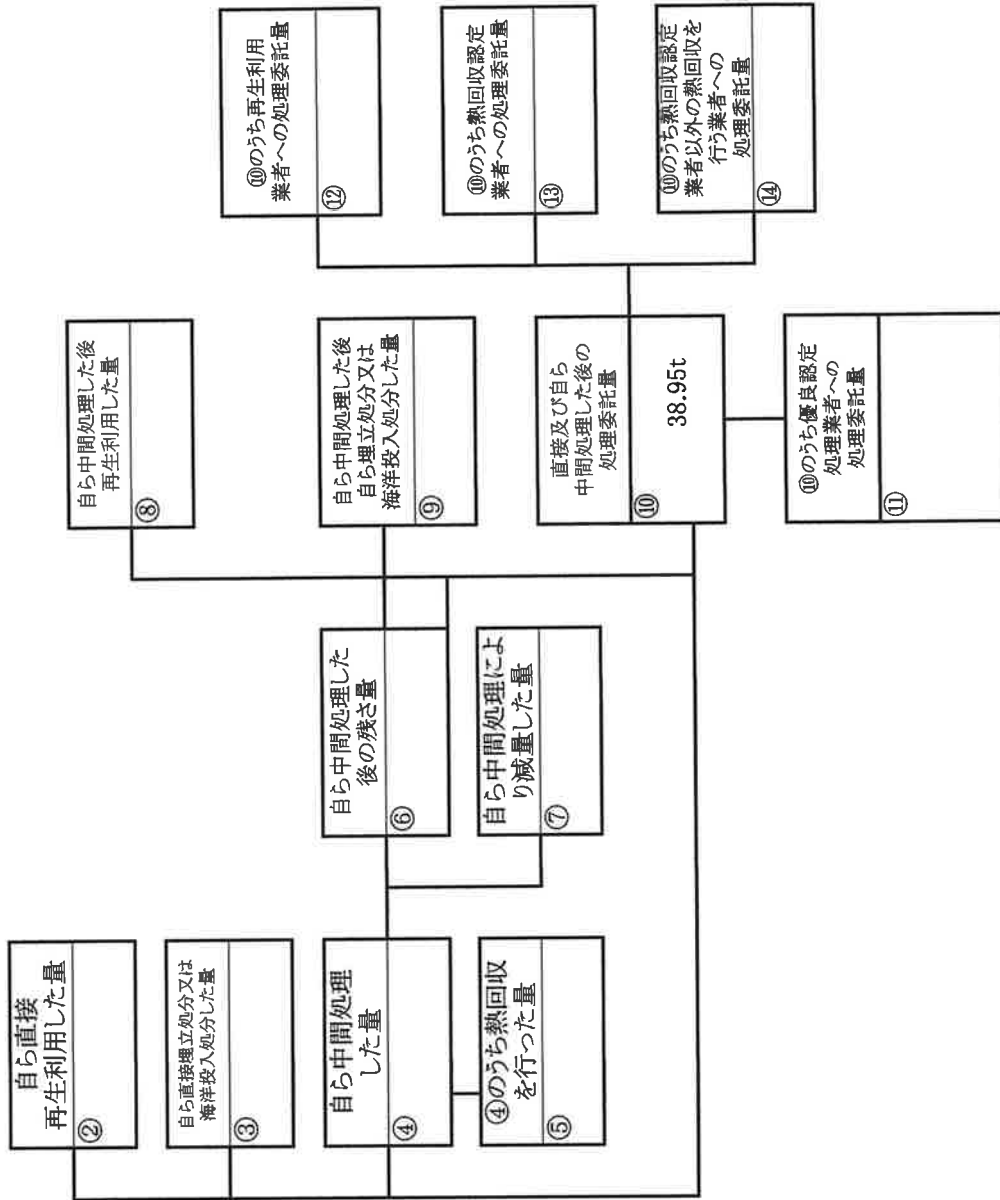 自ら直接
再生利用した量
②
自ら直接埋立処分又は
海洋投入処分した量
③
自ら中間処理
した量
④
④のうち熱回収
を行った量
⑤
自ら中間処理した
後の残さ量
⑥
自ら中間処理によ
り減量した量
⑦
自ら中間処理した後
再生利用した量
⑧
自ら中間処理した後
自ら埋立処分又は
海洋投入処分した量
⑨
直接及び自ら
中間処理した後の
処理委託量
⑩
38.95t
⑩のうち優良認定
処理業者への
処理委託量
⑪
⑩のうち再生利用
業者への処理委託量
⑫
⑩のうち熱回収認定
業者への処理委託量
⑬
⑩のうち熱回収認定
業者以外の熱回収を
行う業者への
処理委託量
⑭